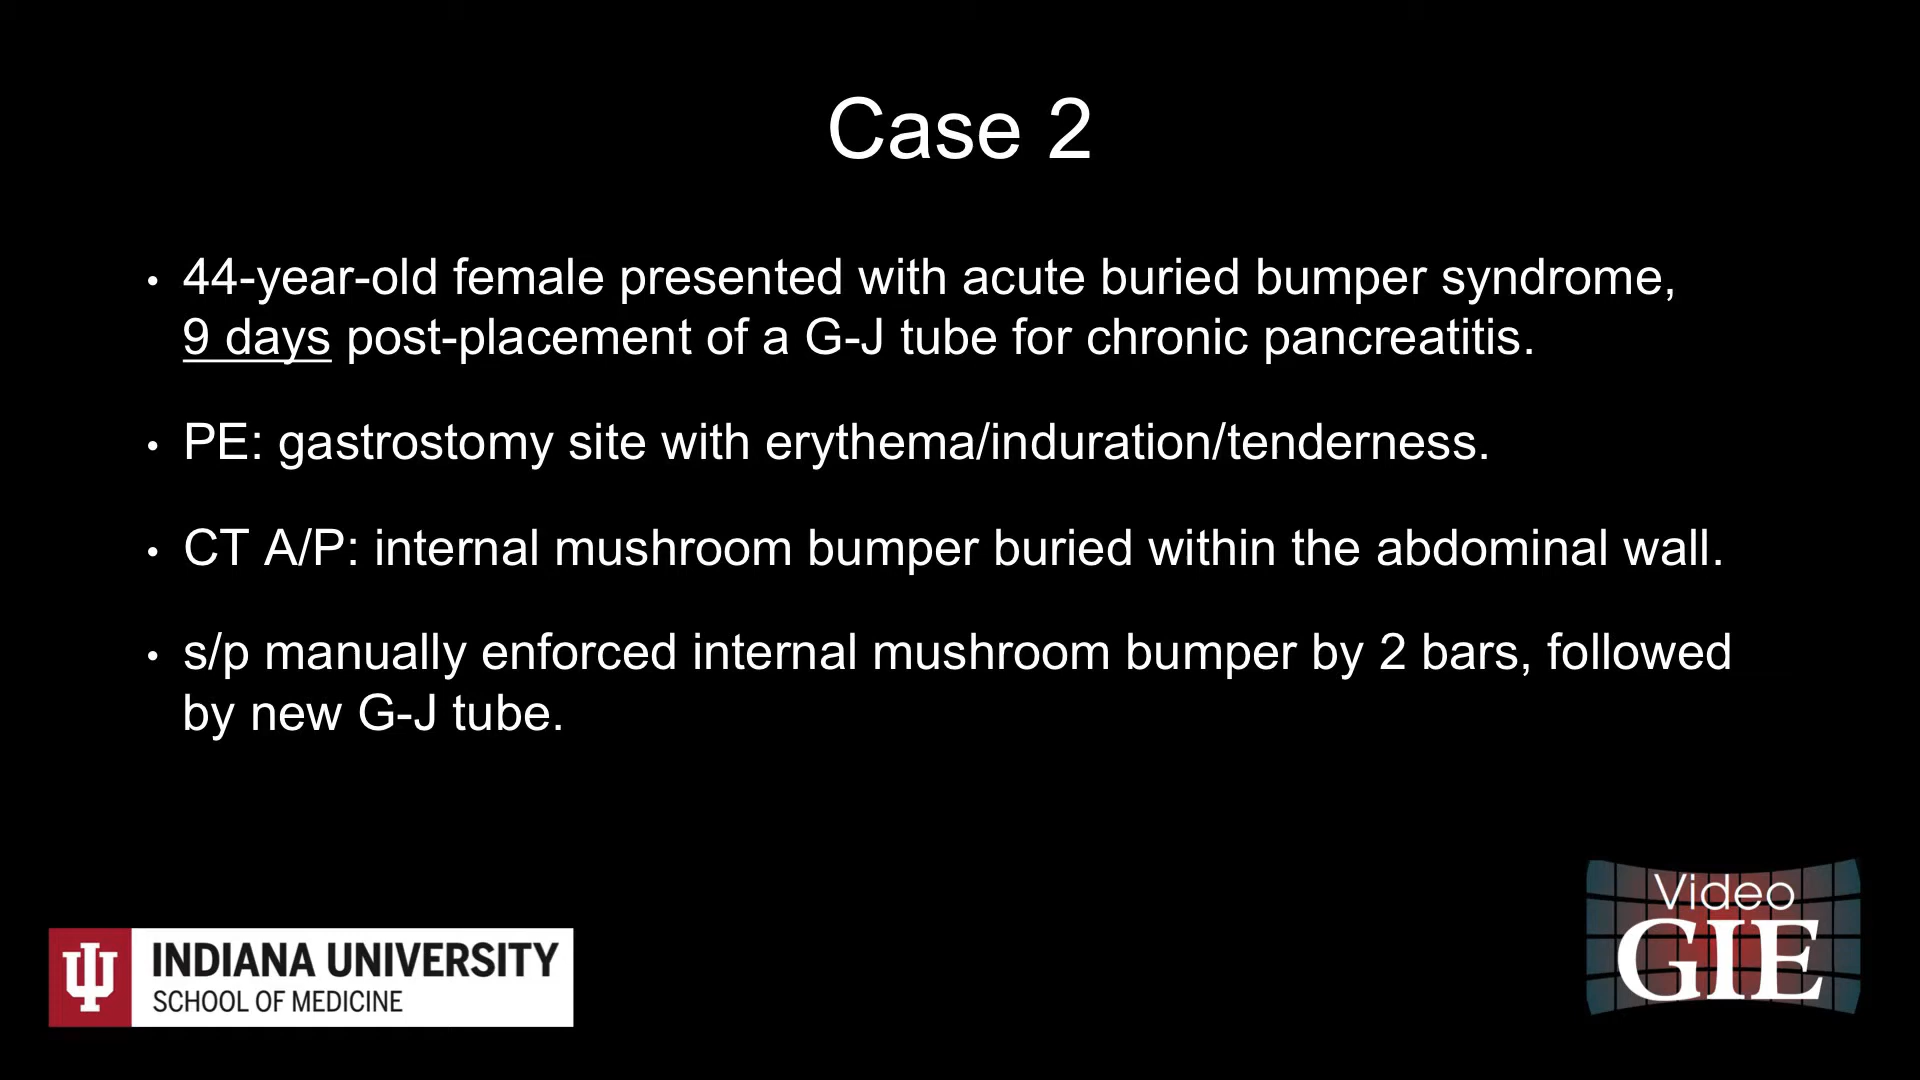 Case 2
• 44-year-old female presented with acute buried bumper syndrome,
9 days post-placement of a G-J tube for chronic pancreatitis.
• PE: gastrostomy site with erythema/induration/tenderness.
• CT A/P: internal mushroom bumper buried within the abdominal wall.
• s/p manually enforced internal mushroom bumper by 2 bars, followed
by new G-J tube.
INDIANA UNIVERSITY
SCHOOL OF MEDICINE
Video
GIE